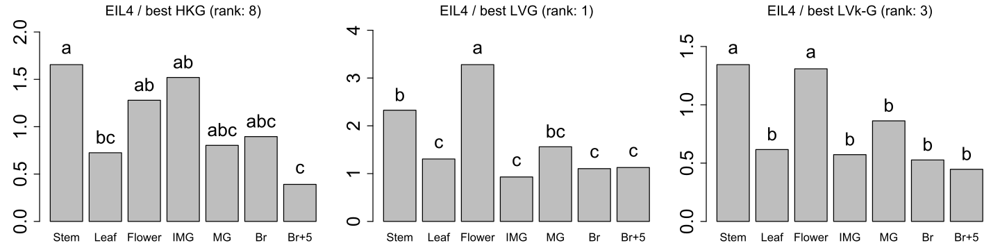 EIL4 / best HKG (rank: 8)
2.0
1.5
1.0
0.5
0.0
a
bc
ab
ab
abc
abc
c
Stem Leaf Flower IMG MG Br Br+5
EIL4 / best LVG (rank: 1)
4
3
2
1
0
b
c
a
c
bc
c
c
Stem Leaf Flower IMG MG Br Br+5
EIL4 / best LVk-G (rank: 3)
1.5
1.0
0.5
0.0
a
b
a
b
b
b
b
Stem Leaf Flower IMG MG Br Br+5